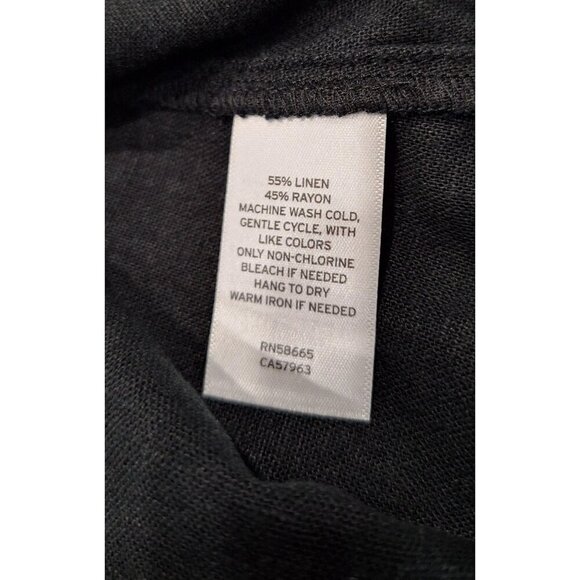 55% LINEN
45% RAYON
MACHINE WASH COLD,
GENTLE CYCLE, WITH
LIKE COLORS
ONLY NON-CHLORINE
BLEACH IF NEEDED
HANG TO DRY
WARM IRON IF NEEDED
RN58665
CA57963